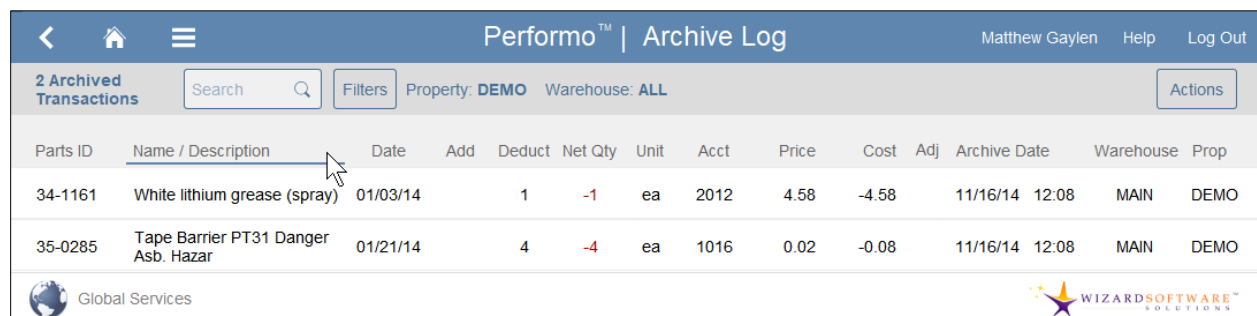 Performo™ | Archive Log Matthew Gaylen Help Log Out
2 Archived
Transactions
Search Filters Property: DEMO Warehouse: ALL Actions
Parts ID Name / Description Date Add Deduct Net Qty Unit Acct Price Cost Adj Archive Date Warehouse Prop
34-1161 White lithium grease (spray) 01/03/14 1 -1 ea 2012 4.58 -4.58 11/16/14 12:08 MAIN DEMO
35-0285 Tape Barrier PT31 Danger 01/21/14 4 -4 ea 1016 0.02 -0.08 11/16/14 12:08 MAIN DEMO
Asb. Hazar
Global Services WIZARDSOFTWARE™
SOLUTIONS